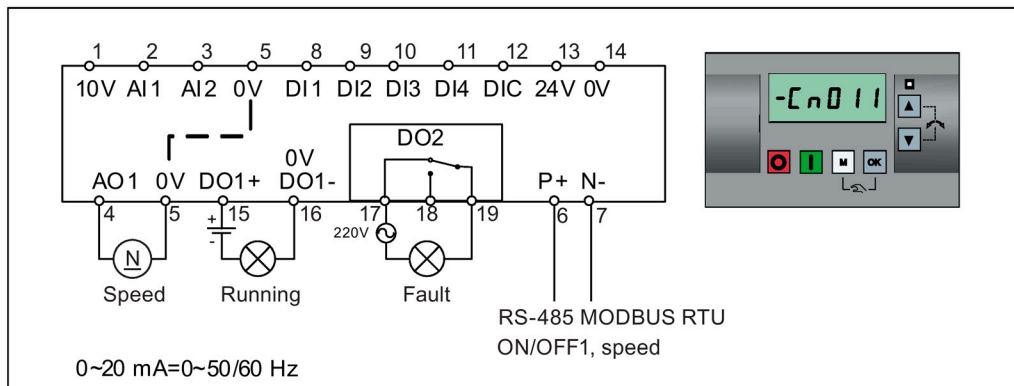 1 2 3 5 8 9 10 11 12 13 14
10V AI1 AI2 0V DI1 DI2 DI3 DI4 DIC 24V 0V
-Cn011
DO2
0V
AO1 0V DO1+ DO1- P+ N-
4 5 15 16 17 18 19 6 7
+
-
220V
M OK
N
Speed Running Fault
RS-485 MODBUS RTU
ON/OFF1, speed
0~20 mA=0~50/60 Hz